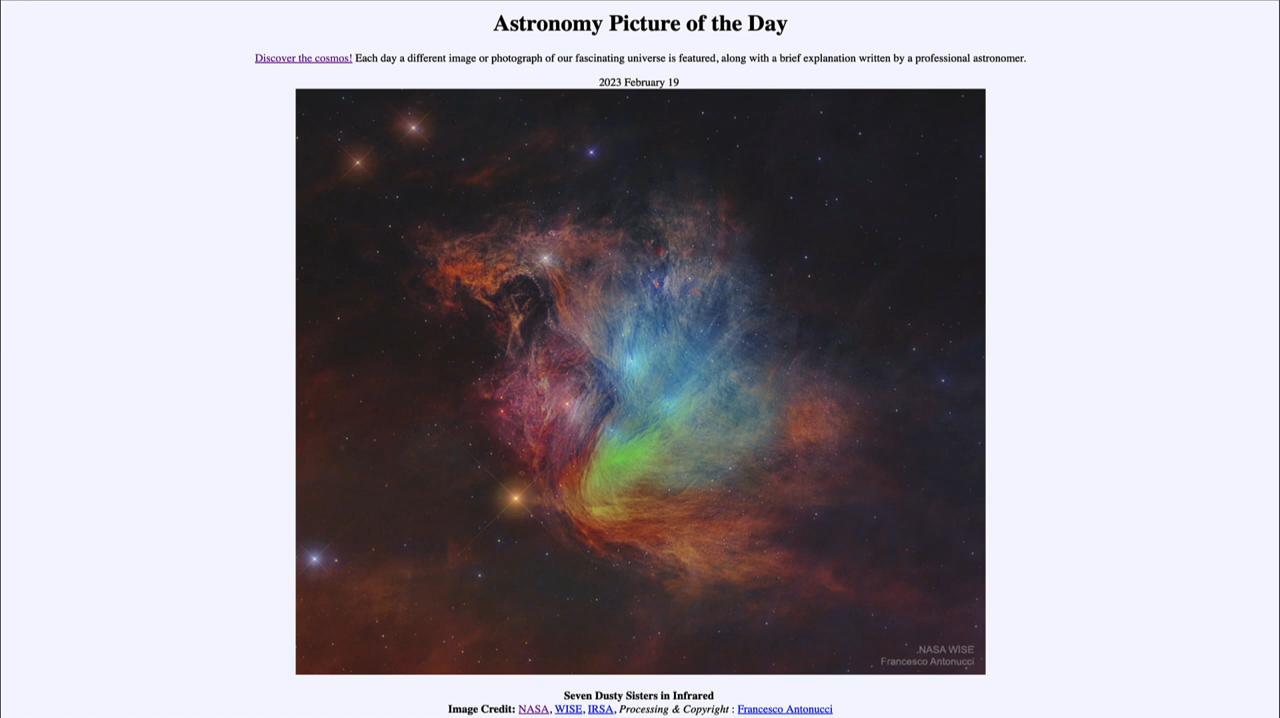 Astronomy Picture of the Day
Discover the cosmos! Each day a different image or photograph of our fascinating universe is featured, along with a brief explanation written by a professional astronomer.
2023 February 19
NASA WISE
Francesco Antonucci
Seven Dusty Sisters in Infrared
Image Credit: NASA, WISE, IRSA, Processing & Copyright : Francesco Antonucci